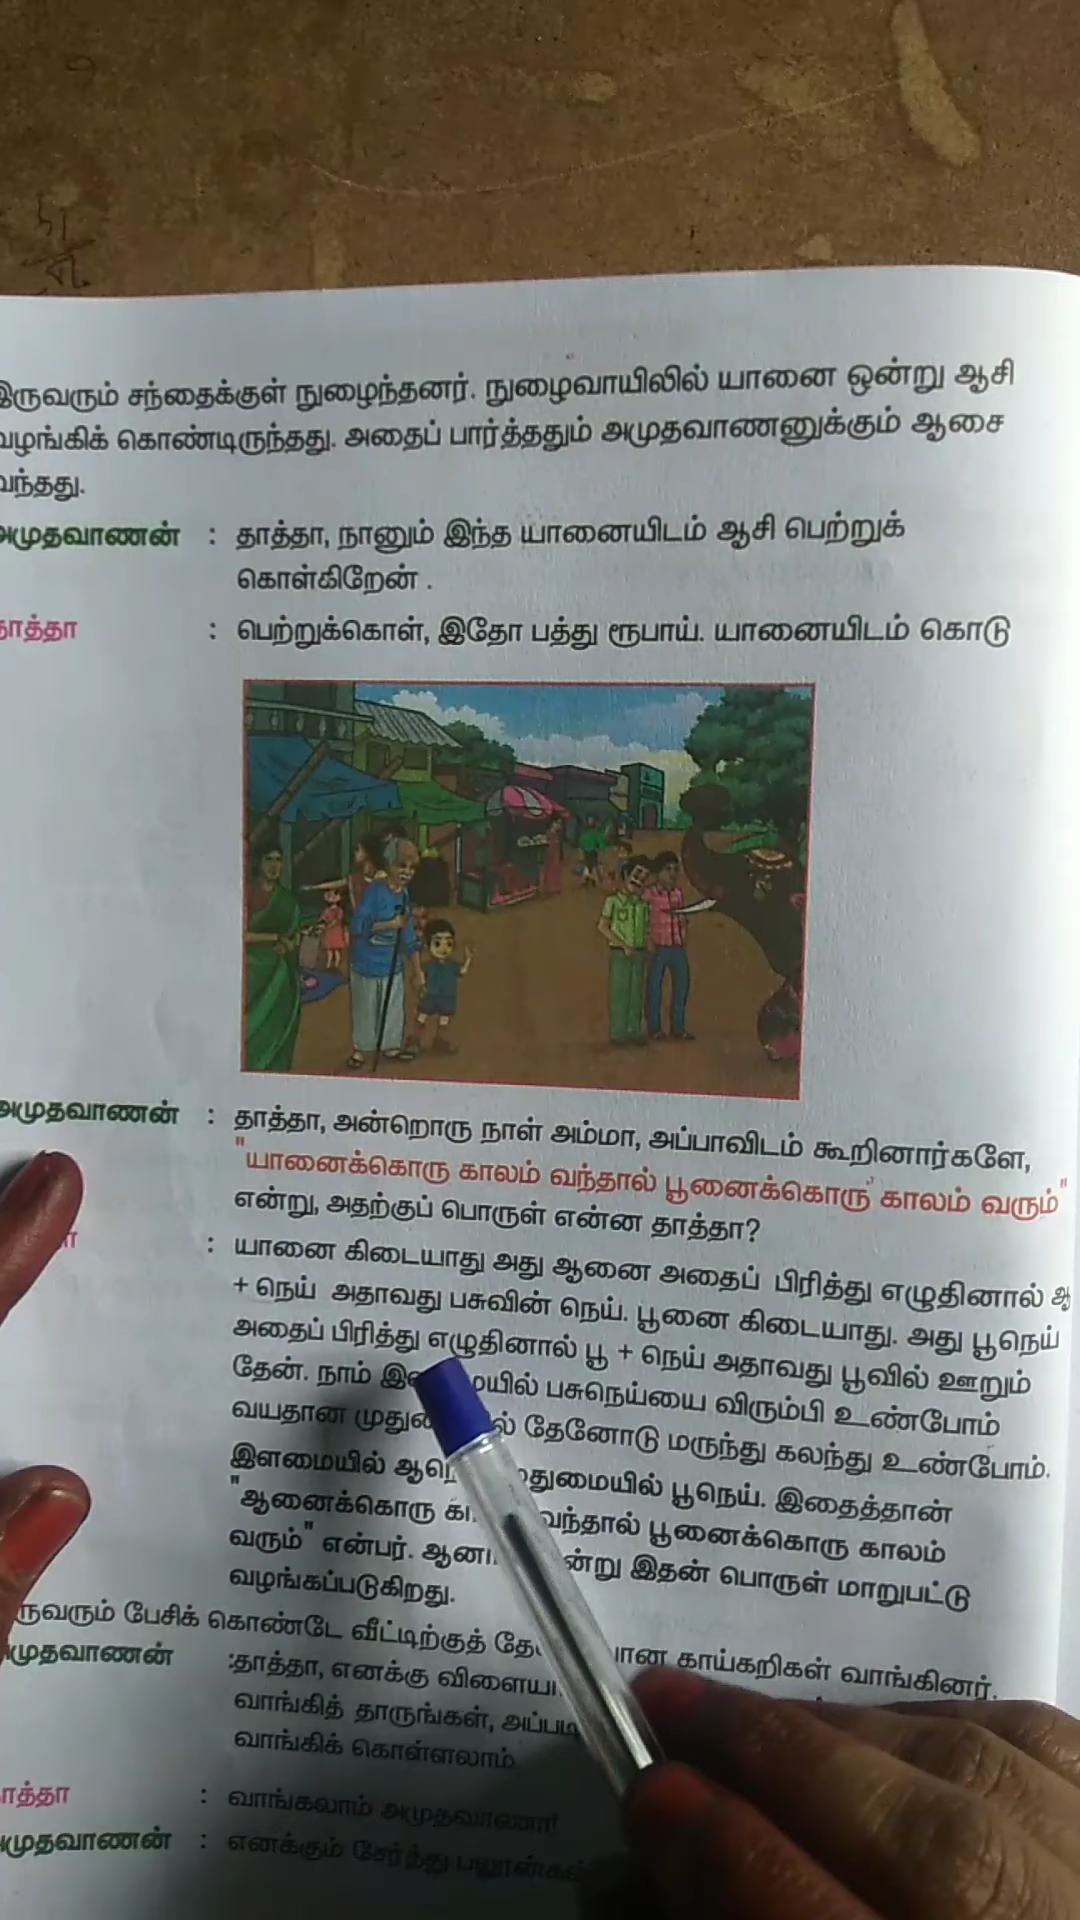 இருவரும் சந்தைக்குள் நுழைந்தனர். நுழைவாயிலில் யானை ஒன்று ஆசி
வழங்கிக் கொண்டிருந்தது. அதைப் பார்த்ததும் அமுதவாணனுக்கும் ஆசை
வந்தது.
அமுதவாணன் : தாத்தா, நானும் இந்த யானையிடம் ஆசி பெற்றுக்
கொள்கிறேன் .
தாத்தா : பெற்றுக்கொள், இதோ பத்து ரூபாய். யானையிடம் கொடு
அமுதவாணன் : தாத்தா, அன்றொரு நாள் அம்மா, அப்பாவிடம் கூறினார்களே,
"யானைக்கொரு காலம் வந்தால் பூனைக்கொரு காலம் வரும்"
என்று, அதற்குப் பொருள் என்ன தாத்தா?
: யானை கிடையாது அது ஆனை அதைப் பிரித்து எழுதினால் ஆ
+ நெய் அதாவது பசுவின் நெய். பூனை கிடையாது. அது பூநெய்
அதைப் பிரித்து எழுதினால் பூ + நெய் அதாவது பூவில் ஊறும்
தேன். நாம் பசுநெய்யை விரும்பி உண்போம்
வயதான தேனோடு மருந்து கலந்து உண்போம்.
இளமையில் பூநெய். இதைத்தான்
"ஆனைக்கொரு வந்தால் பூனைக்கொரு காலம்
வரும்" என்பர். இதன் பொருள் மாறுபட்டு
வழங்கப்படுகிறது.
இருவரும் பேசிக் கொண்டே வீட்டிற்குத் காய்கறிகள் வாங்கினர்.
அமுதவாணன் :தாத்தா, எனக்கு
வாங்கித் தாருங்கள்,
வாங்கிக் கொள்ளலாம்.
தாத்தா : வாங்கலாம் அமுதவாணா!
அமுதவாணன் : எனக்கும் சேர்த்து